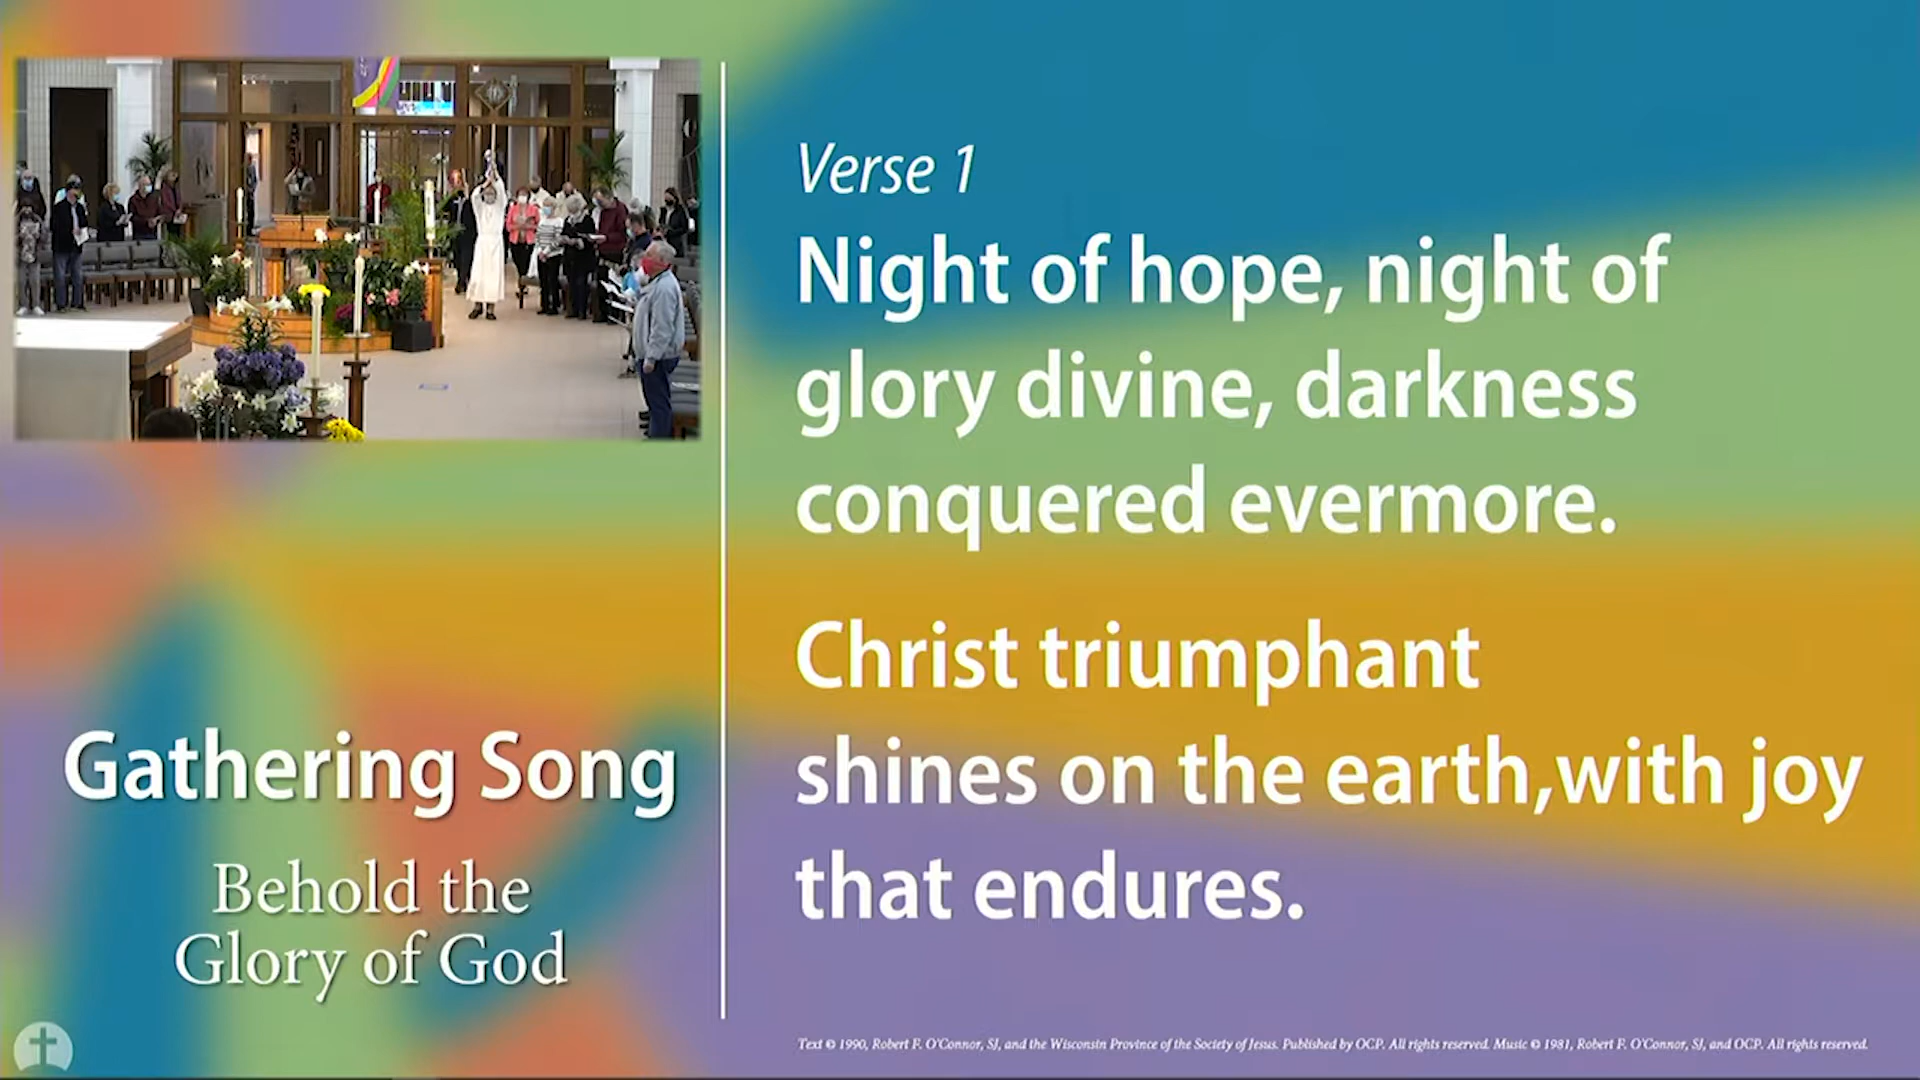 Gathering Song
Behold the
Glory of God
Verse 1
Night of hope, night of
glory divine, darkness
conquered evermore.
Christ triumphant
shines on the earth,with joy
that endures.
Text © 1990, Robert F. O'Connor, SJ, and the Wisconsin Province of the Society of Jesus. Published by OCP. All rights reserved. Music © 1981, Robert F. O'Connor, SJ, and OCP. All rights reserved.